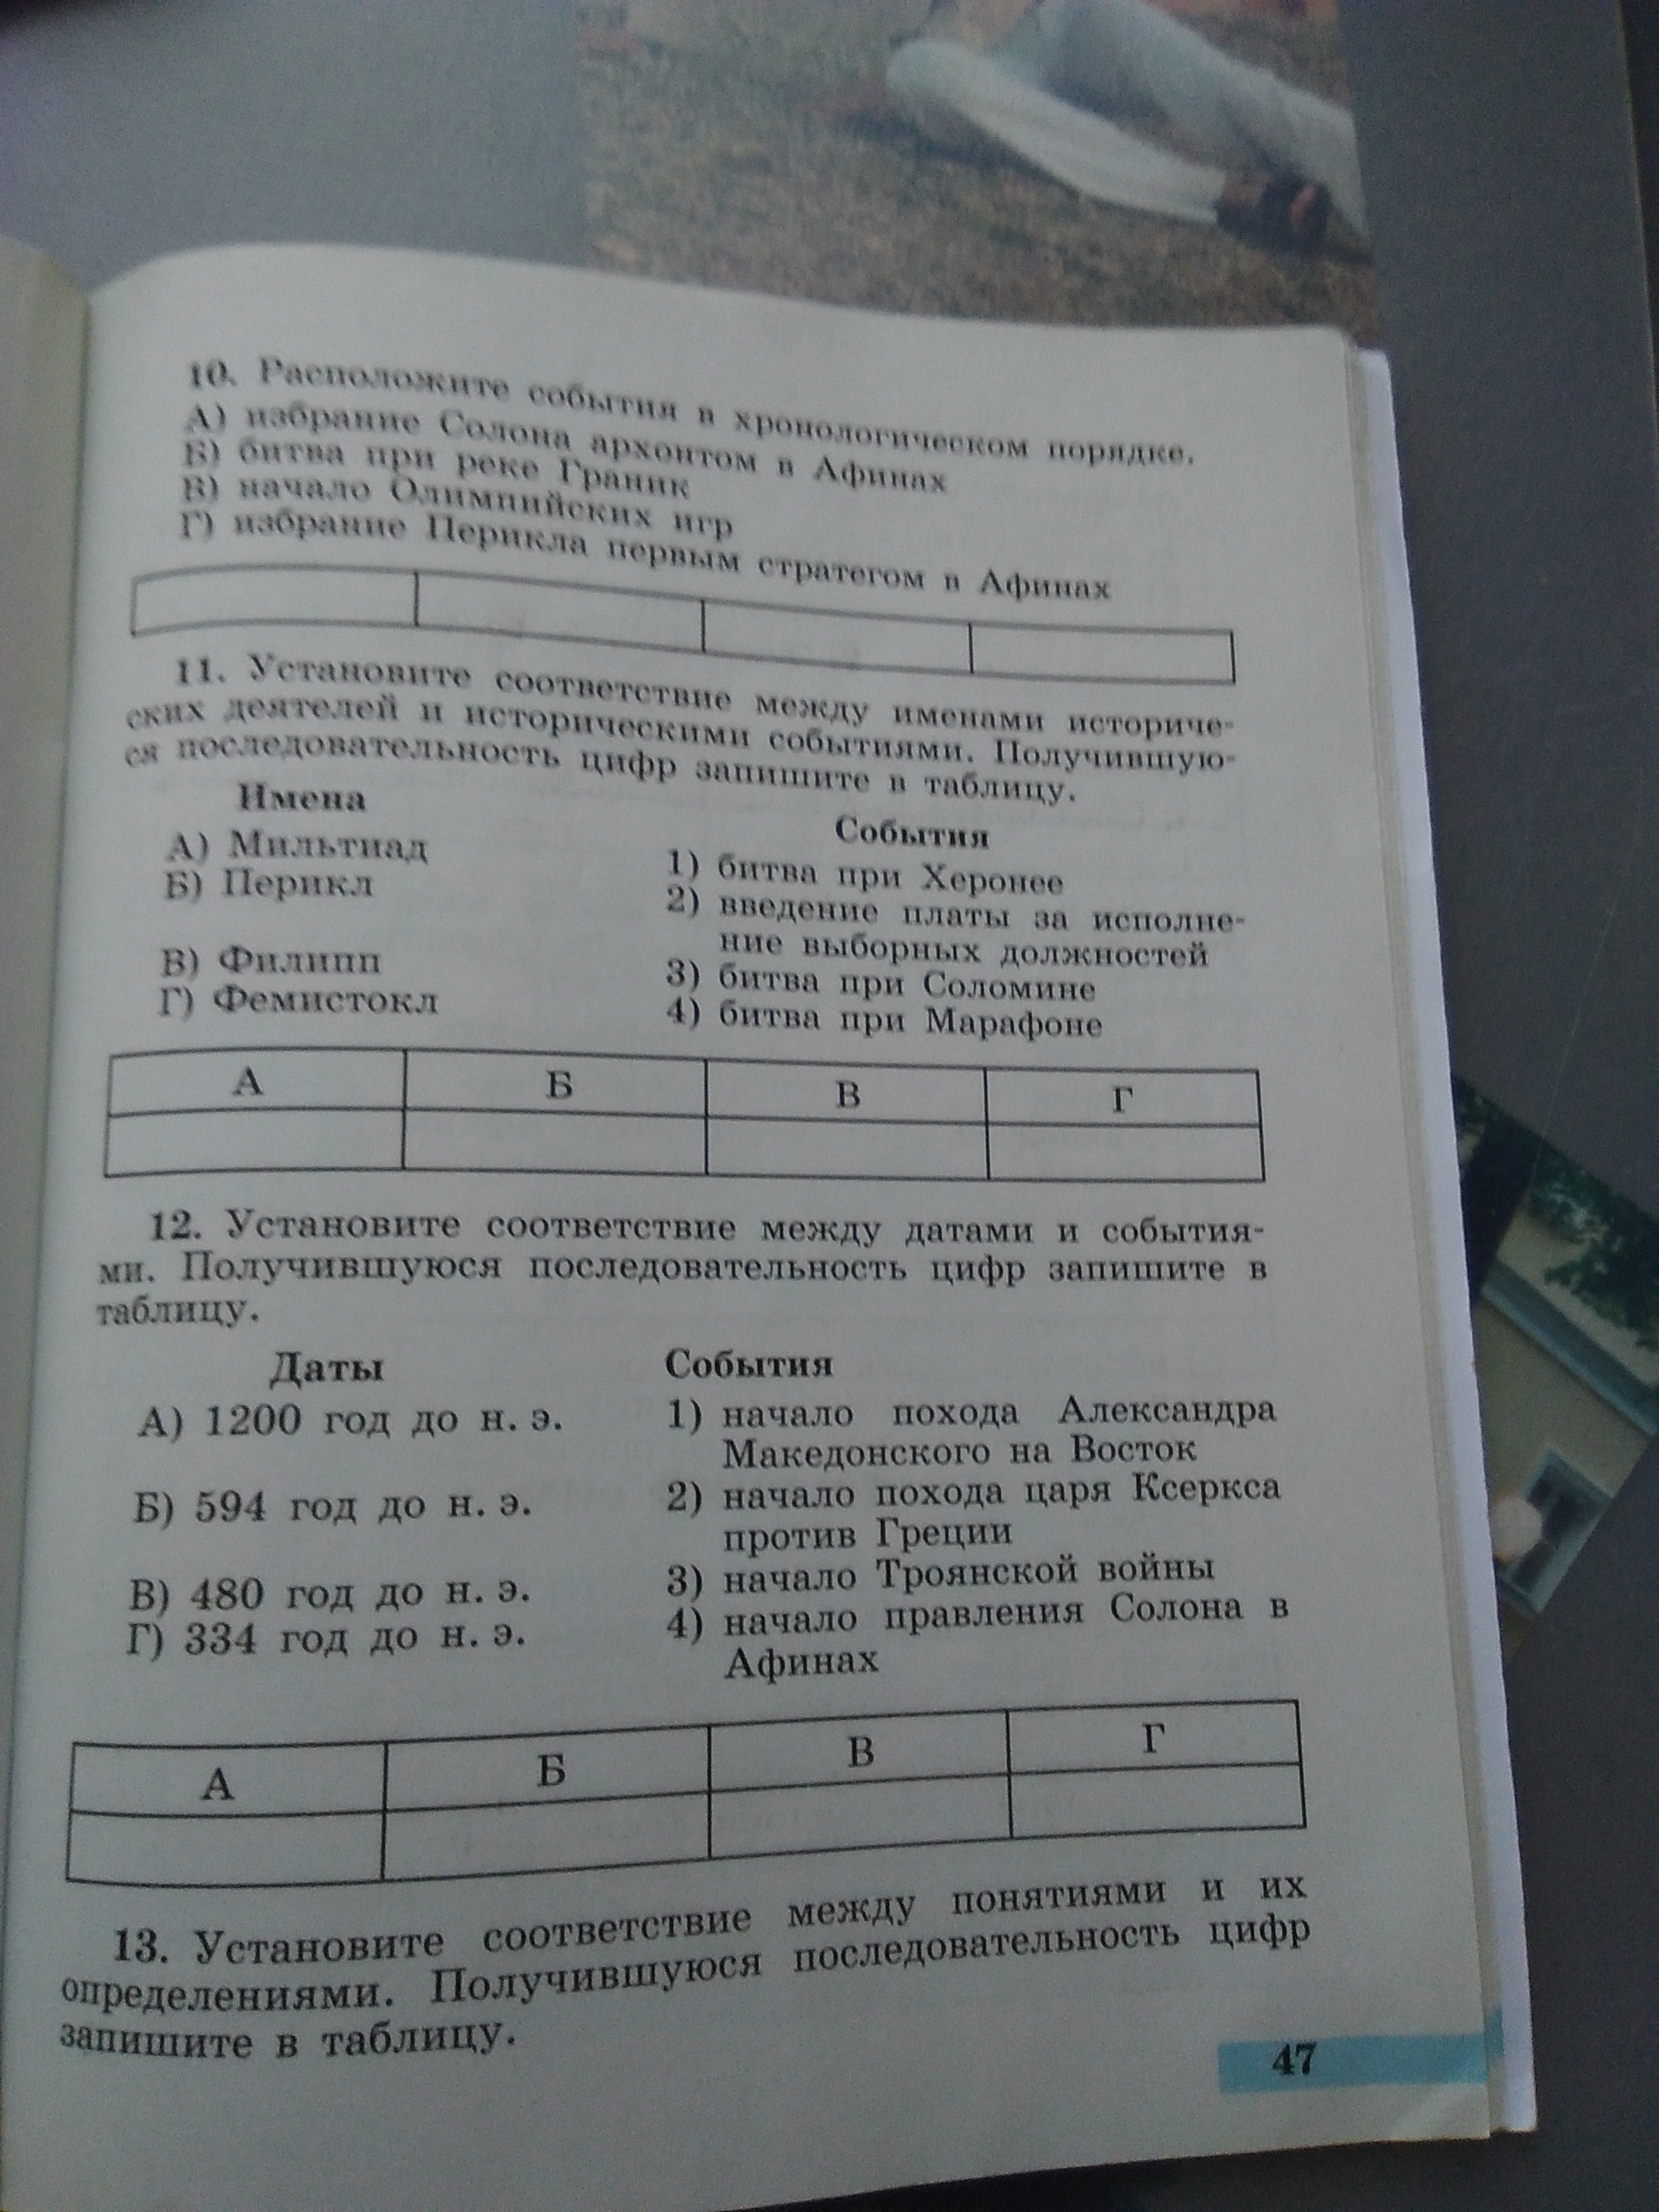 10. Расположите события в хронологическом порядке.
А) избрание Солона архонтом в Афинах
Б) битва при реке Граник
В) начало Олимпийских игр
Г) избрание Перикла первым стратегом в Афинах
11. Установите соответствие между именами историче-
ских деятелей и историческими событиями. Получившую-
ся последовательность цифр запишите в таблицу.
Имена
События
А) Мильтиад
1) битва при Херонее
Б) Перикл
2) введение платы за исполне-
ние выборных должностей
В) Филипп
3) битва при Соломине
Г) Фемистокл
4) битва при Марафоне
А Б В Г
12. Установите соответствие между датами и события-
ми. Получившуюся последовательность цифр запишите в
таблицу.
Даты События
А) 1200 год до н. э.
1) начало похода Александра
Македонского на Восток
Б) 594 год до н. э.
2) начало похода царя Ксеркса
против Греции
В) 480 год до н. э.
3) начало Троянской войны
Г) 334 год до н. э.
4) начало правления Солона в
Афинах
А Б В Г
13. Установите соответствие между понятиями и их
определениями. Получившуюся последовательность цифр
запишите в таблицу.
47